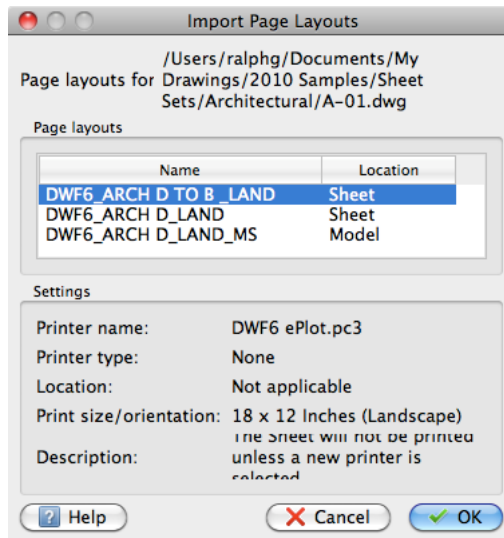 Import Page Layouts
/Users/ralphg/Documents/My
Page layouts for Drawings/2010 Samples/Sheet
Sets/Architectural/A-01.dwg
Page layouts
Name Location
DWF6_ARCH D TO B _LAND Sheet
DWF6_ARCH D_LAND Sheet
DWF6_ARCH D_LAND_MS Model
Settings
Printer name: DWF6 ePlot.pc3
Printer type: None
Location: Not applicable
Print size/orientation: 18 x 12 Inches (Landscape)
The Sheet will not be printed
Description: unless a new printer is
selected
? Help Cancel OK